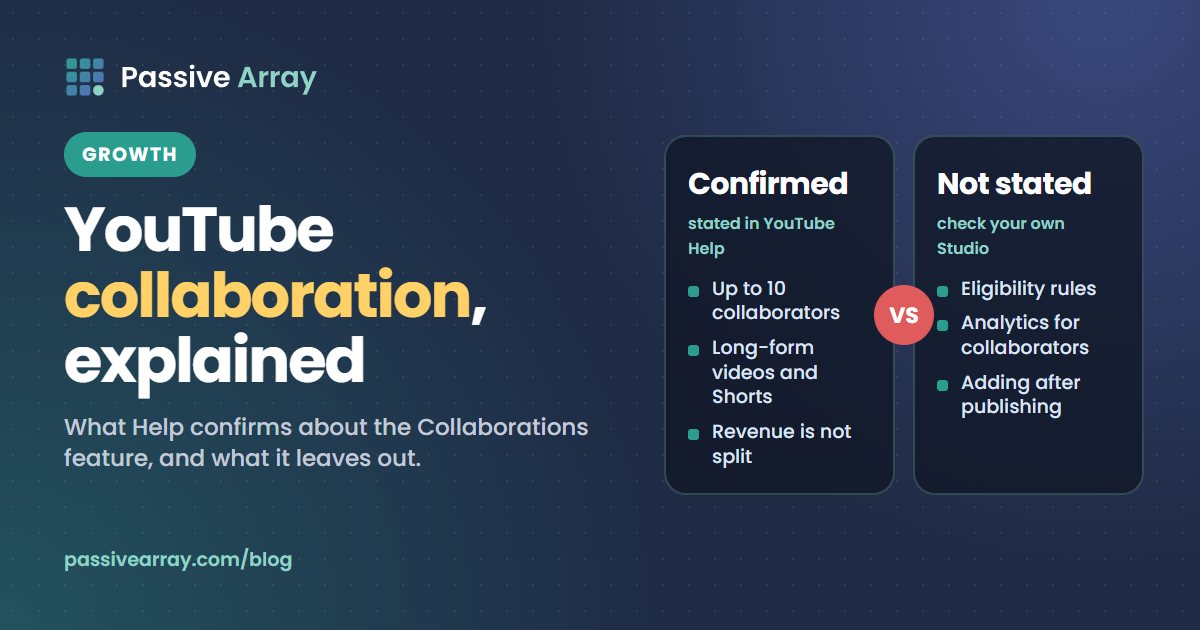 Passive Array
GROWTH
YouTube
collaboration,
explained
What Help confirms about the Collaborations
feature, and what it leaves out.
passivearray.com/blog
Confirmed
stated in YouTube
Help
Up to 10
collaborators
Long-form
videos and
Shorts
Revenue is not
split
VS
Not stated
check your own
Studio
Eligibility rules
Analytics for
collaborators
Adding after
publishing